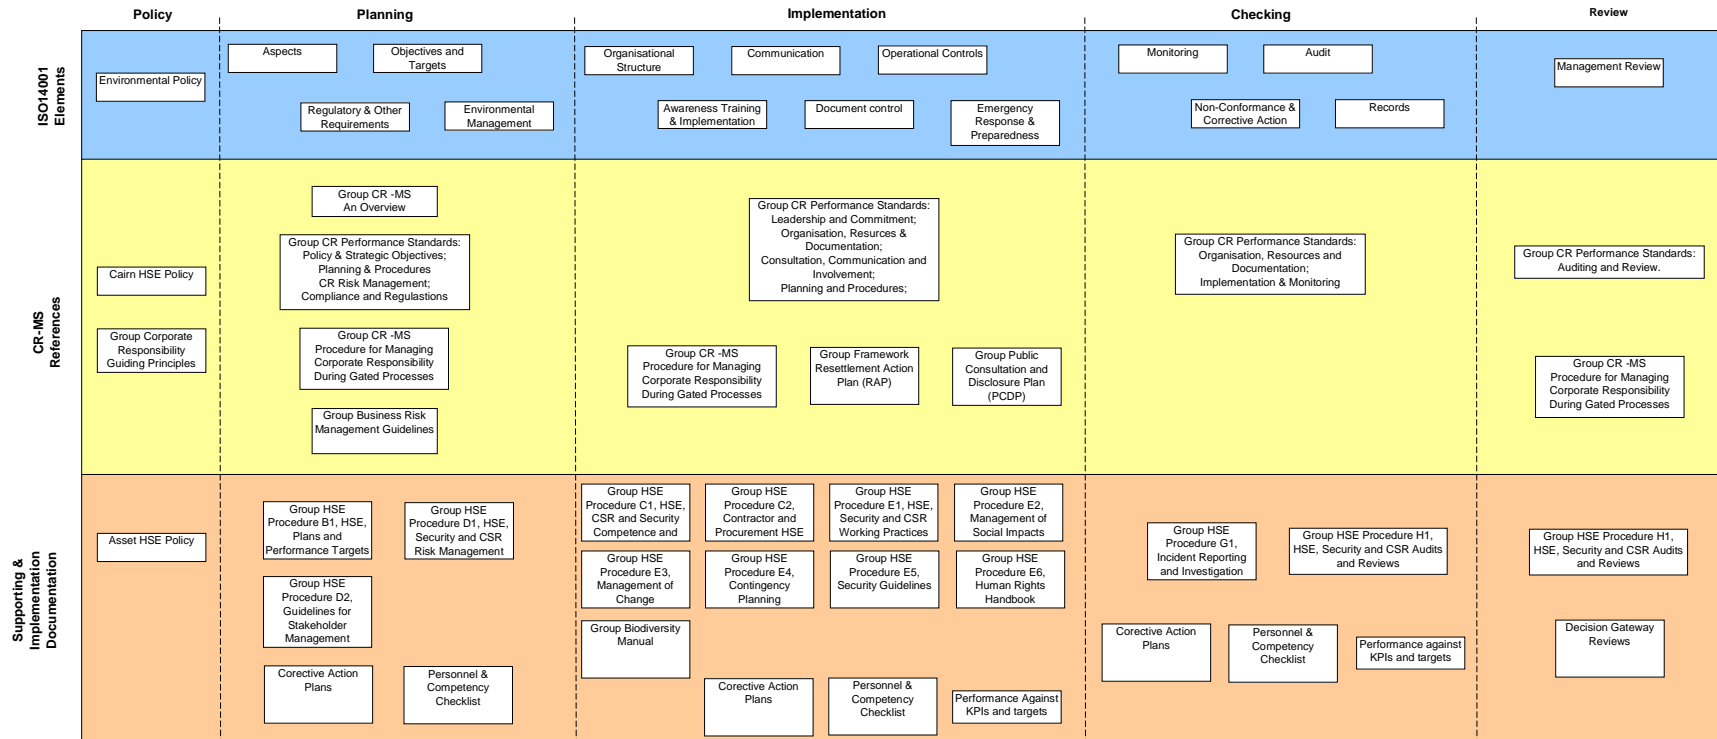 Policy
Planning
Implementation
Checking
Review
ISO14001
Elements
Environmental Policy
Aspects
Objectives and
Targets
Regulatory & Other
Requirements
Environmental
Management
Organisational
Structure
Communication
Operational Controls
Awareness Training
& Implementation
Document control
Emergency
Response &
Preparedness
Monitoring
Audit
Non-Conformance &
Corrective Action
Records
Management Review
CR-MS
References
Cairn HSE Policy
Group Corporate
Responsibility
Guiding Principles
Group CR -MS
An Overview
Group CR Performance Standards:
Policy & Strategic Objectives;
Planning & Procedures
CR Risk Management;
Compliance and Regulastions
Group CR -MS
Procedure for Managing
Corporate Responsibility
During Gated Processes
Group Business Risk
Management Guidelines
Group CR Performance Standards:
Leadership and Commitment;
Organisation, Resurces &
Documentation;
Consultation, Communication and
Involvement;
Planning and Procedures;
Group CR -MS
Procedure for Managing
Corporate Responsibility
During Gated Processes
Group Framework
Resettlement Action
Plan (RAP)
Group Public
Consultation and
Disclosure Plan
(PCDP)
Group CR Performance Standards:
Organisation, Resources and
Documentation;
Implementation & Monitoring
Group CR Performance Standards:
Auditing and Review.
Group CR -MS
Procedure for Managing
Corporate Responsibility
During Gated Processes
Supporting &
Implementation
Documentation
Asset HSE Policy
Group HSE
Procedure B1, HSE,
Plans and
Performance Targets
Group HSE
Procedure D1, HSE,
Security and CSR
Risk Management
Group HSE
Procedure D2,
Guidelines for
Stakeholder
Management
Corective Action
Plans
Personnel &
Competency
Checklist
Group HSE
Procedure C1, HSE,
CSR and Security
Competence and
Group HSE
Procedure C2,
Contractor and
Procurement HSE
Group HSE
Procedure E1, HSE,
Security and CSR
Working Practices
Group HSE
Procedure E2,
Management of
Social Impacts
Group HSE
Procedure E3,
Management of
Change
Group HSE
Procedure E4,
Contingency
Planning
Group HSE
Procedure E5,
Security Guidelines
Group HSE
Procedure E6,
Human Rights
Handbook
Group Biodiversity
Manual
Corective Action
Plans
Personnel &
Competency
Checklist
Performance Against
KPIs and targets
Group HSE
Procedure G1,
Incident Reporting
and Investigation
Group HSE Procedure H1,
HSE, Security and CSR Audits
and Reviews
Corective Action
Plans
Personnel &
Competency
Checklist
Performance against
KPIs and targets
Group HSE Procedure H1,
HSE, Security and CSR Audits
and Reviews
Decision Gateway
Reviews